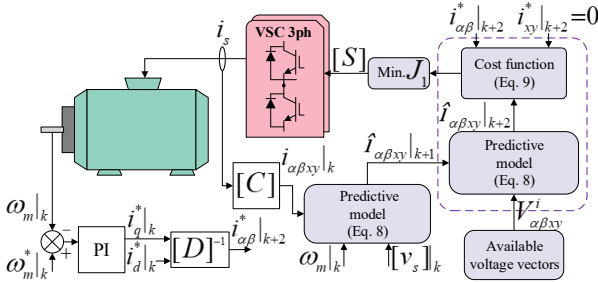 i*αβ|k+2
i*xy|k+2=0
VSC 3ph
is
[S]
Min.J1
Cost function
(Eq. 9)
îαβxy|k+2
iαβxy|k
îαβxy|k+1
[C]
Predictive
model
(Eq. 8)
Predictive
model
(Eq. 8)
ωm|k
i*q|k
i*αβ|k+2
PI
[D]-1
−
+
ω*m|k
i*d|k
ωm|k
[vs]|k
Viαβxy
Available
voltage vectors